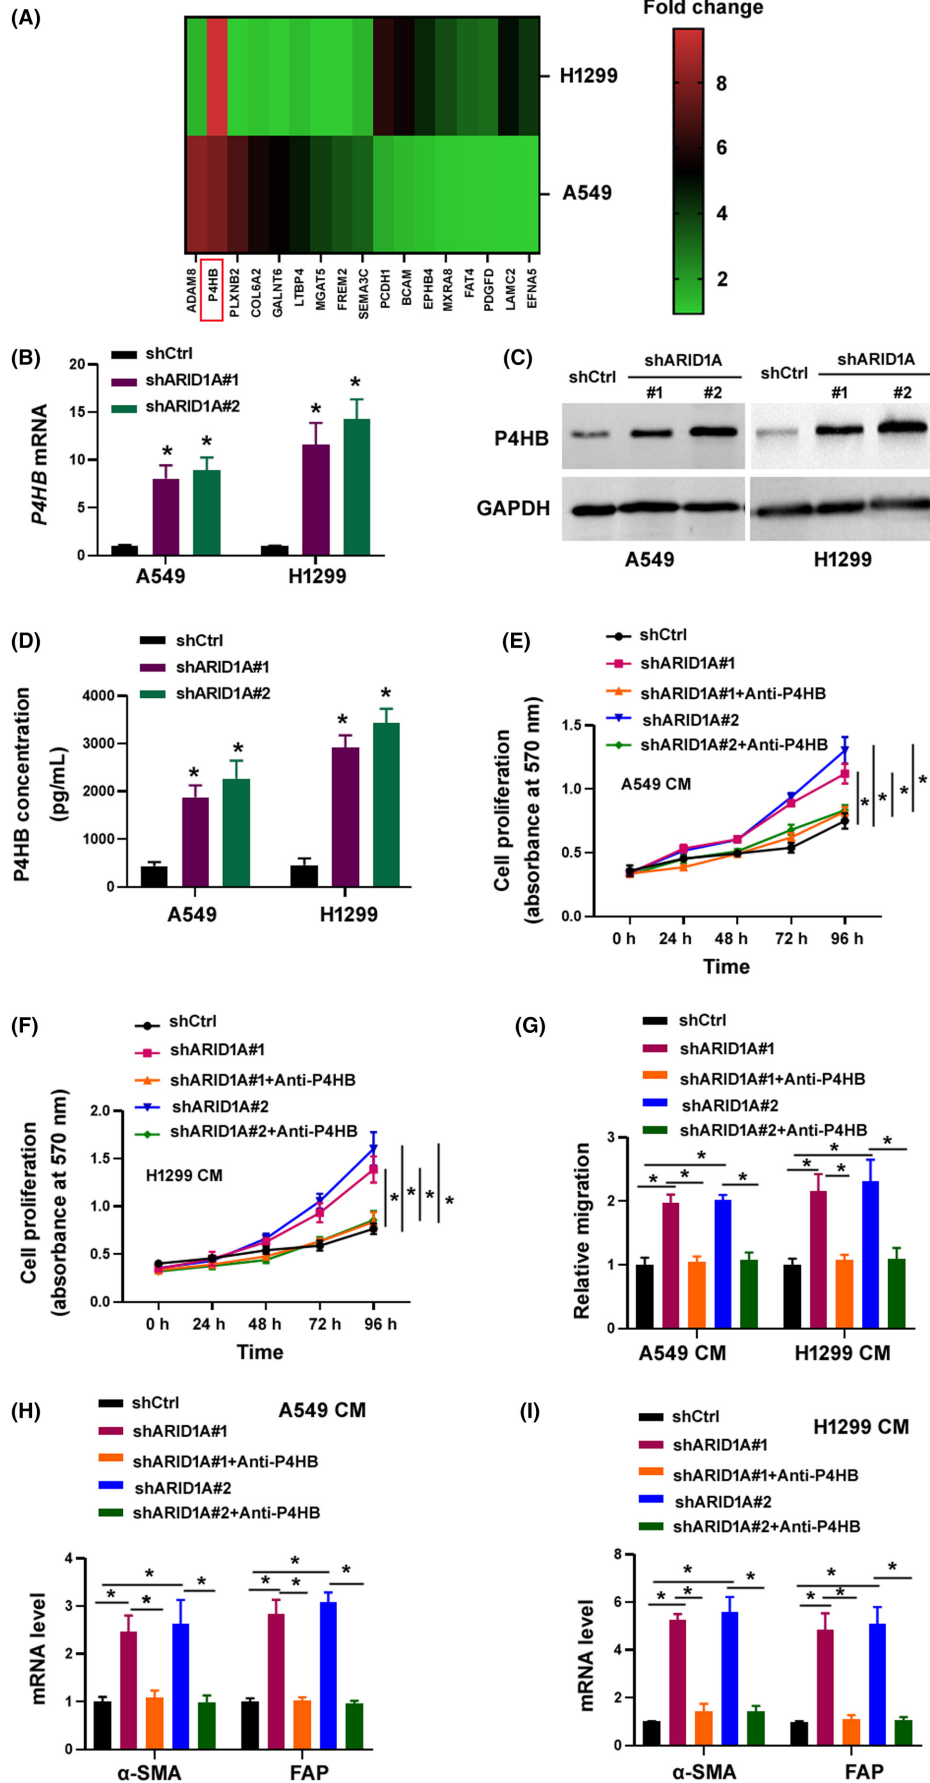 (A)
Fold change
H1299
A549
8
6
4
2
ADAM8
P4HB
PLXNB2
COL6A2
GALNT6
LTBP4
MGAT5
FREM2
SEMA3C
PCDH1
BCAM
EPHB4
MXRA8
FAT4
PDGFD
LAMC2
EFNA5
(B)
shCtrl
shARID1A#1
shARID1A#2
P4HB mRNA
20
15
10
5
0
* * * *
A549 H1299
(C)
shCtrl shARID1A shCtrl shARID1A
#1 #2 #1 #2
P4HB
GAPDH
A549 H1299
(D)
shCtrl
shARID1A#1
shARID1A#2
P4HB concentration
(pg/mL)
4000
3000
2000
1000
0
* * * *
A549 H1299
(E)
shCtrl
shARID1A#1
shARID1A#1+Anti-P4HB
shARID1A#2
shARID1A#2+Anti-P4HB
Cell proliferation
(absorbance at 570 nm)
1.5
1.0
0.5
0.0
A549 CM
* * * *
0 h 24 h 48 h 72 h 96 h
Time
(F)
shCtrl
shARID1A#1
shARID1A#1+Anti-P4HB
shARID1A#2
shARID1A#2+Anti-P4HB
Cell proliferation
(absorbance at 570 nm)
2.0
1.5
1.0
0.5
0.0
H1299 CM
* * * *
0 h 24 h 48 h 72 h 96 h
Time
(G)
shCtrl
shARID1A#1
shARID1A#1+Anti-P4HB
shARID1A#2
shARID1A#2+Anti-P4HB
Relative migration
3
2
1
0
* * * * * * * *
A549 CM H1299 CM
(H)
A549 CM
shCtrl
shARID1A#1
shARID1A#1+Anti-P4HB
shARID1A#2
shARID1A#2+Anti-P4HB
mRNA level
4
3
2
1
0
* * * * * * * *
α-SMA FAP
(I)
H1299 CM
shCtrl
shARID1A#1
shARID1A#1+Anti-P4HB
shARID1A#2
shARID1A#2+Anti-P4HB
mRNA level
8
6
4
2
0
* * * * * * * *
α-SMA FAP